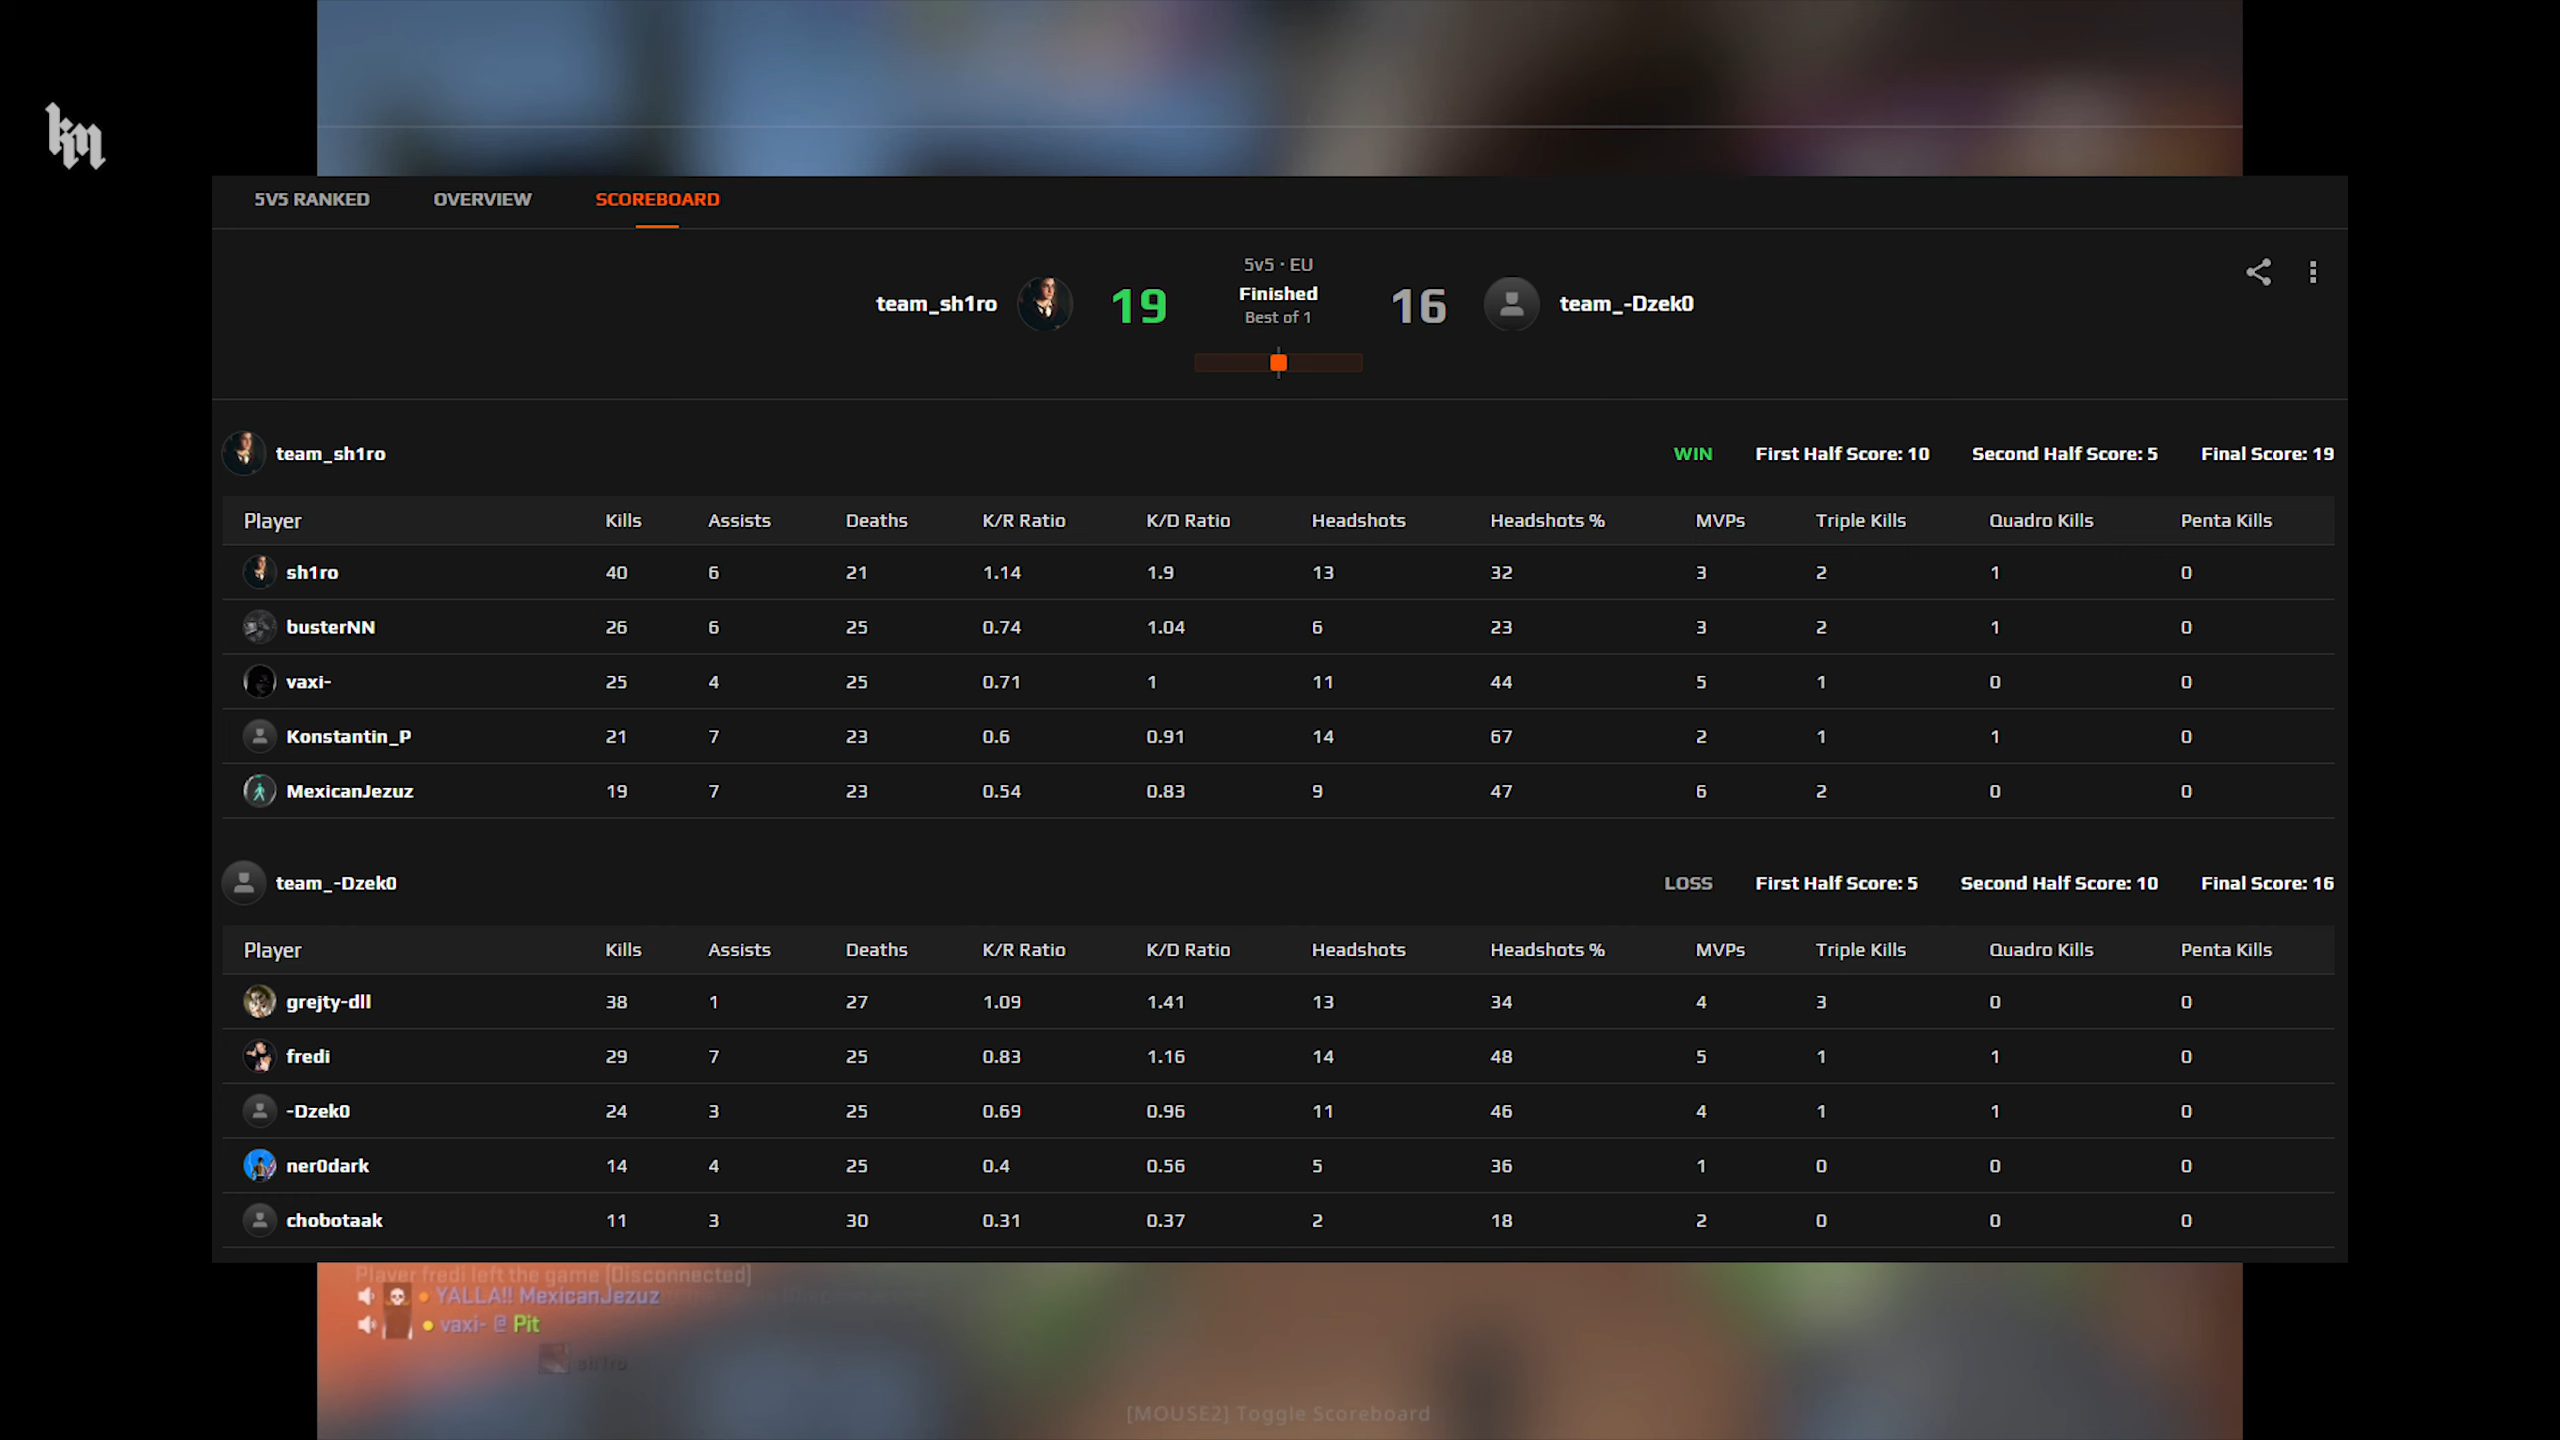 kn
5V5 RANKED OVERVIEW SCOREBOARD
5v5 · EU
team_sh1ro 19 Finished 16 team_-Dzek0
Best of 1
team_sh1ro WIN First Half Score: 10 Second Half Score: 5 Final Score: 19
Player Kills Assists Deaths K/R Ratio K/D Ratio Headshots Headshots % MVPs Triple Kills Quadro Kills Penta Kills
sh1ro 40 6 21 1.14 1.9 13 32 3 2 1 0
busterNN 26 6 25 0.74 1.04 6 23 3 2 1 0
vaxi- 25 4 25 0.71 1 11 44 5 1 0 0
Konstantin_P 21 7 23 0.6 0.91 14 67 2 1 1 0
MexicanJezuz 19 7 23 0.54 0.83 9 47 6 2 0 0
team_-Dzek0 LOSS First Half Score: 5 Second Half Score: 10 Final Score: 16
Player Kills Assists Deaths K/R Ratio K/D Ratio Headshots Headshots % MVPs Triple Kills Quadro Kills Penta Kills
grejty-dll 38 1 27 1.09 1.41 13 34 4 3 0 0
fredi 29 7 25 0.83 1.16 14 48 5 1 1 0
-Dzek0 24 3 25 0.69 0.96 11 46 4 1 1 0
ner0dark 14 4 25 0.4 0.56 5 36 1 0 0 0
chobotaak 11 3 30 0.31 0.37 2 18 2 0 0 0
Player fredi left the game (Disconnected)
YALLA!! MexicanJezuz
vaxi- @ Pit
sh1ro
[MOUSE2] Toggle Scoreboard